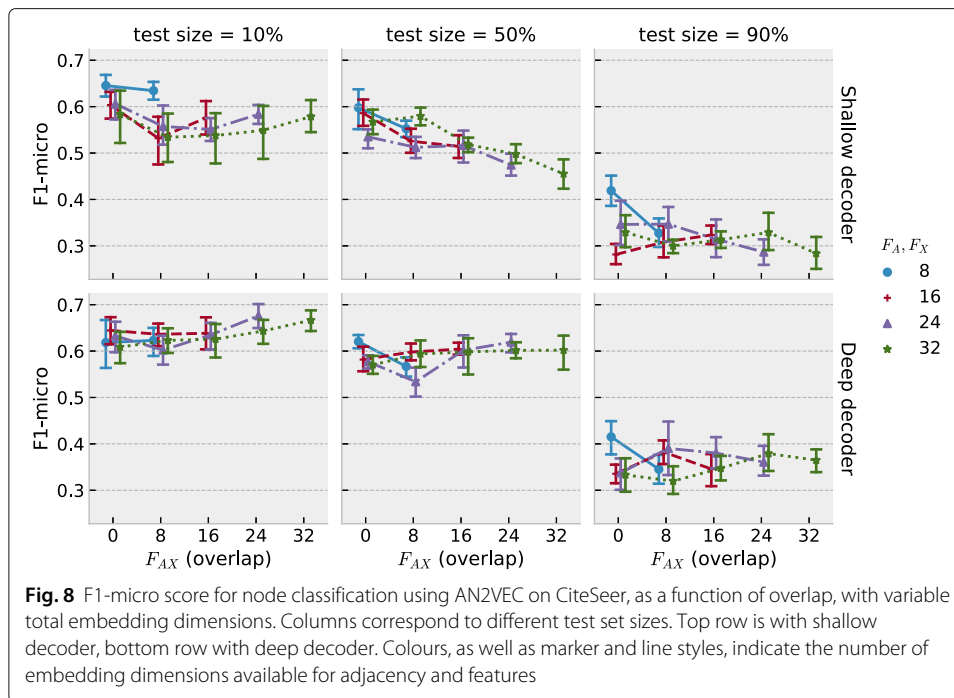 test size = 10%
test size = 50%
test size = 90%
0.7
0.6
0.5
0.4
0.3
F1-micro
Shallow decoder
0.7
0.6
0.5
0.4
0.3
F1-micro
Deep decoder
0 8 16 24 32
0 8 16 24 32
0 8 16 24 32
F_AX (overlap)
F_AX (overlap)
F_AX (overlap)
F_A, F_X
8
16
24
32
Fig. 8 F1-micro score for node classification using AN2VEC on CiteSeer, as a function of overlap, with variable
total embedding dimensions. Columns correspond to different test set sizes. Top row is with shallow
decoder, bottom row with deep decoder. Colours, as well as marker and line styles, indicate the number of
embedding dimensions available for adjacency and features